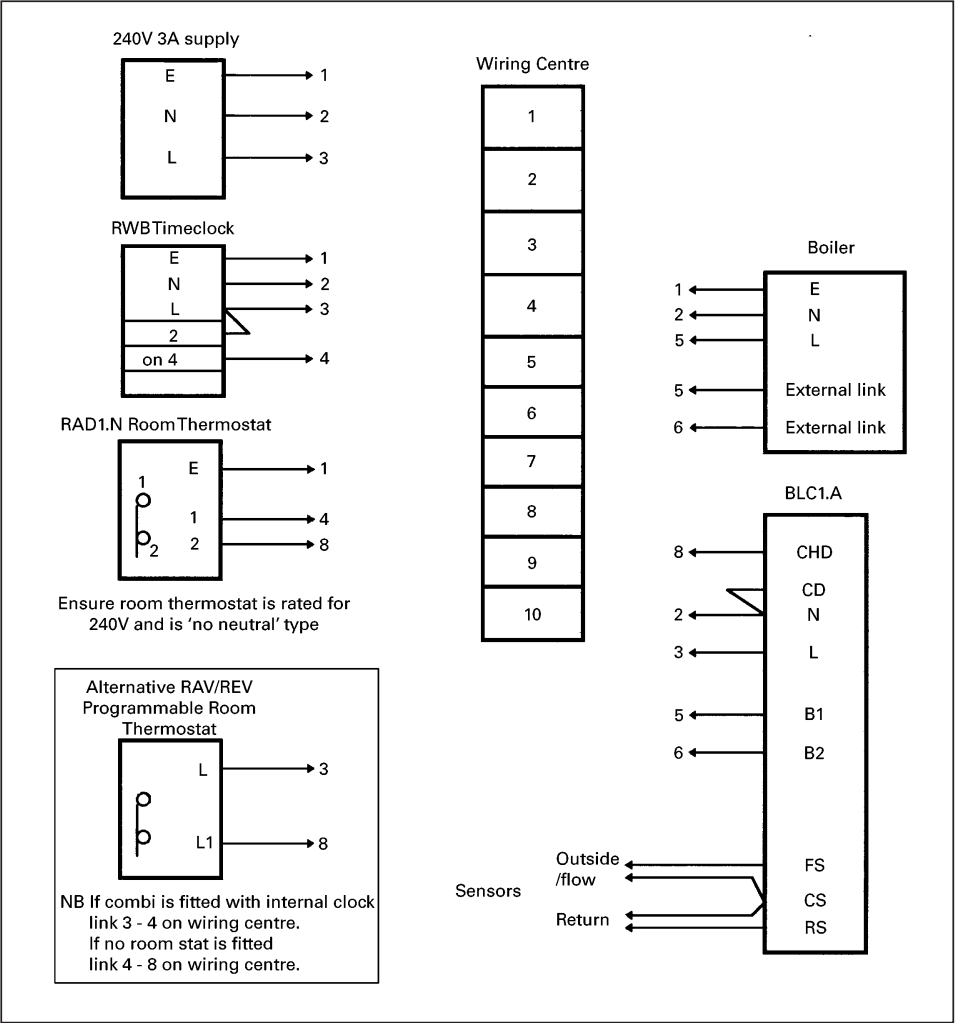 240V 3A supply
E 1
N 2
L 3
RWB Timeclock
E 1
N 2
L 3
2
on 4 4
RAD1.N Room Thermostat
E 1
1
1 4
2 2 8
Ensure room thermostat is rated for
240V and is ‘no neutral’ type
Alternative RAV/REV
Programmable Room
Thermostat
L 3
L1 8
NB If combi is fitted with internal clock
link 3 - 4 on wiring centre.
If no room stat is fitted
link 4 - 8 on wiring centre.
Wiring Centre
1
2
3
4
5
6
7
8
9
10
Boiler
1 E
2 N
5 L
5 External link
6 External link
BLC1.A
8 CHD
CD
2 N
3 L
5 B1
6 B2
Sensors
Outside
/flow
Return
FS
CS
RS